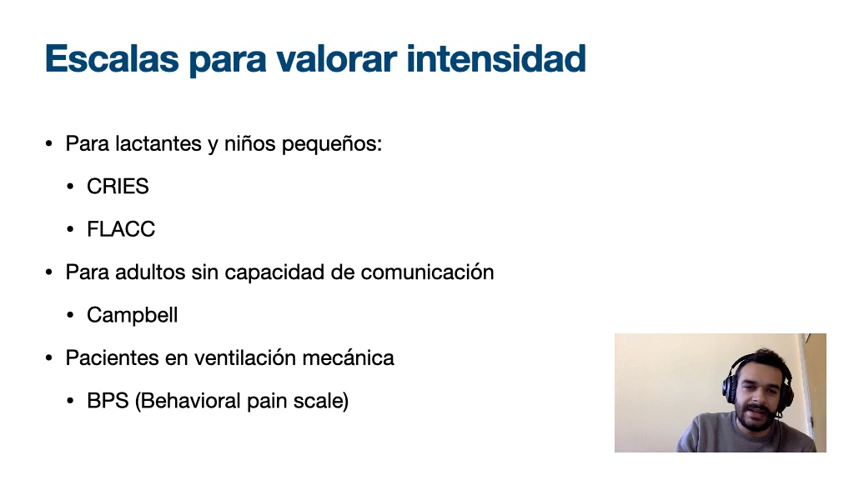 Escalas para valorar intensidad
• Para lactantes y niños pequeños:
• CRIES
• FLACC
• Para adultos sin capacidad de comunicación
• Campbell
• Pacientes en ventilación mecánica
• BPS (Behavioral pain scale)